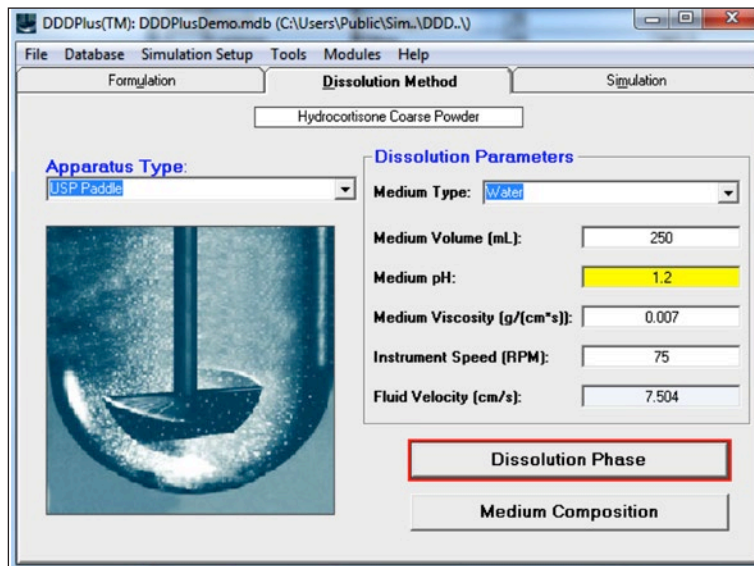 DDDPlus(TM): DDDPlusDemo.mdb (C:\Users\Public\Sim..\DDD..\)
File Database Simulation Setup Tools Modules Help
Formulation Dissolution Method Simulation
Hydrocortisone Coarse Powder
Apparatus Type:
USP Paddle
Dissolution Parameters
Medium Type: Water
Medium Volume (mL): 250
Medium pH: 1.2
Medium Viscosity (g/(cm*s)): 0.007
Instrument Speed (RPM): 75
Fluid Velocity (cm/s): 7.504
Dissolution Phase
Medium Composition